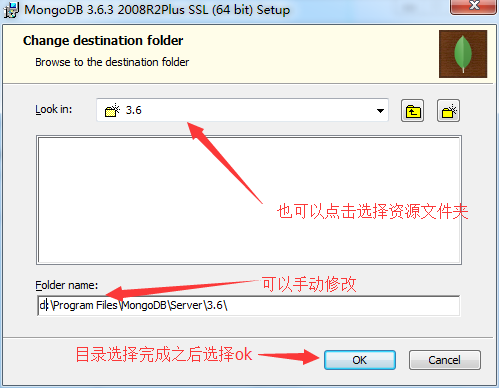 MongoDB 3.6.3 2008R2Plus SSL (64 bit) Setup
Change destination folder
Browse to the destination folder
Look in:
3.6
也可以点击选择资源文件夹
可以手动修改
Folder name:
d:\Program Files\MongoDB\Server\3.6\
目录选择完成之后选择ok
OK
Cancel